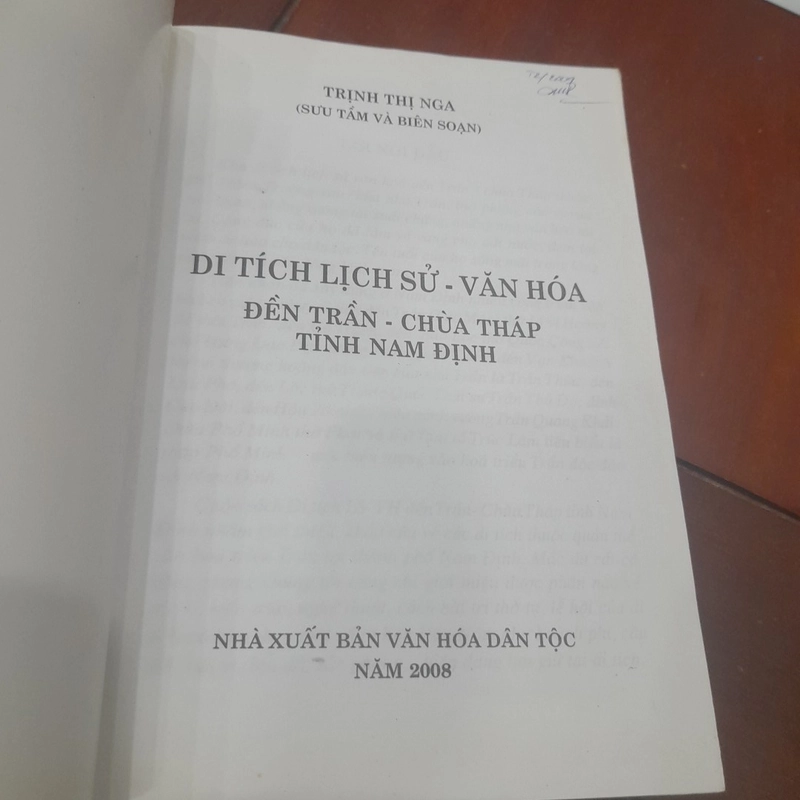 TRỊNH THỊ NGA
(SƯU TẦM VÀ BIÊN SOẠN)
DI TÍCH LỊCH SỬ - VĂN HÓA
ĐỀN TRẦN - CHÙA THÁP
TỈNH NAM ĐỊNH
NHÀ XUẤT BẢN VĂN HÓA DÂN TỘC
NĂM 2008